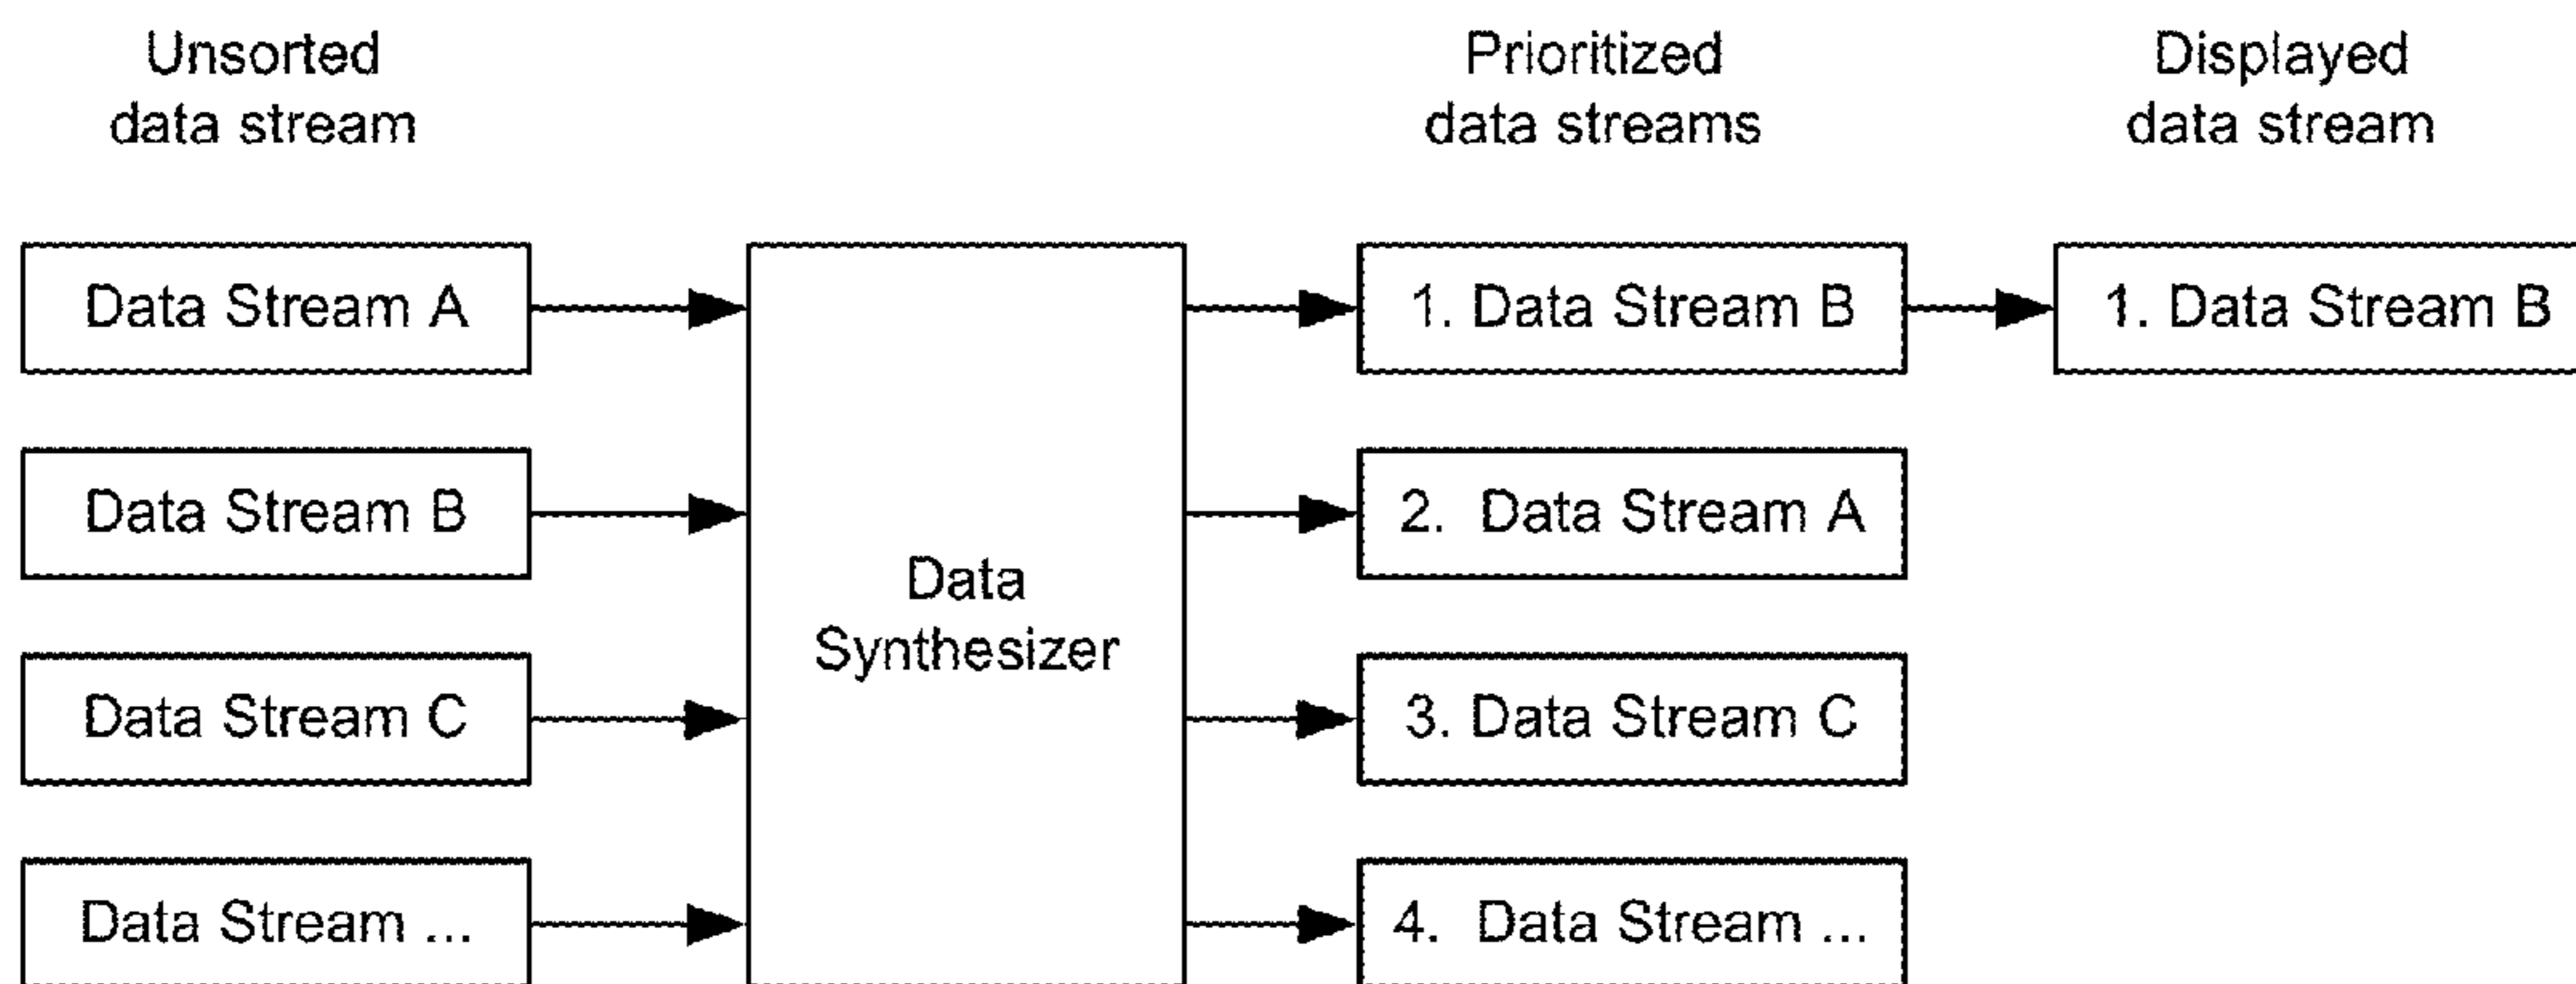 Unsorted
data stream
Prioritized
data streams
Displayed
data stream
Data Stream A
1. Data Stream B
1. Data Stream B
Data Stream B
2. Data Stream A
Data
Synthesizer
Data Stream C
3. Data Stream C
Data Stream ...
4. Data Stream ...